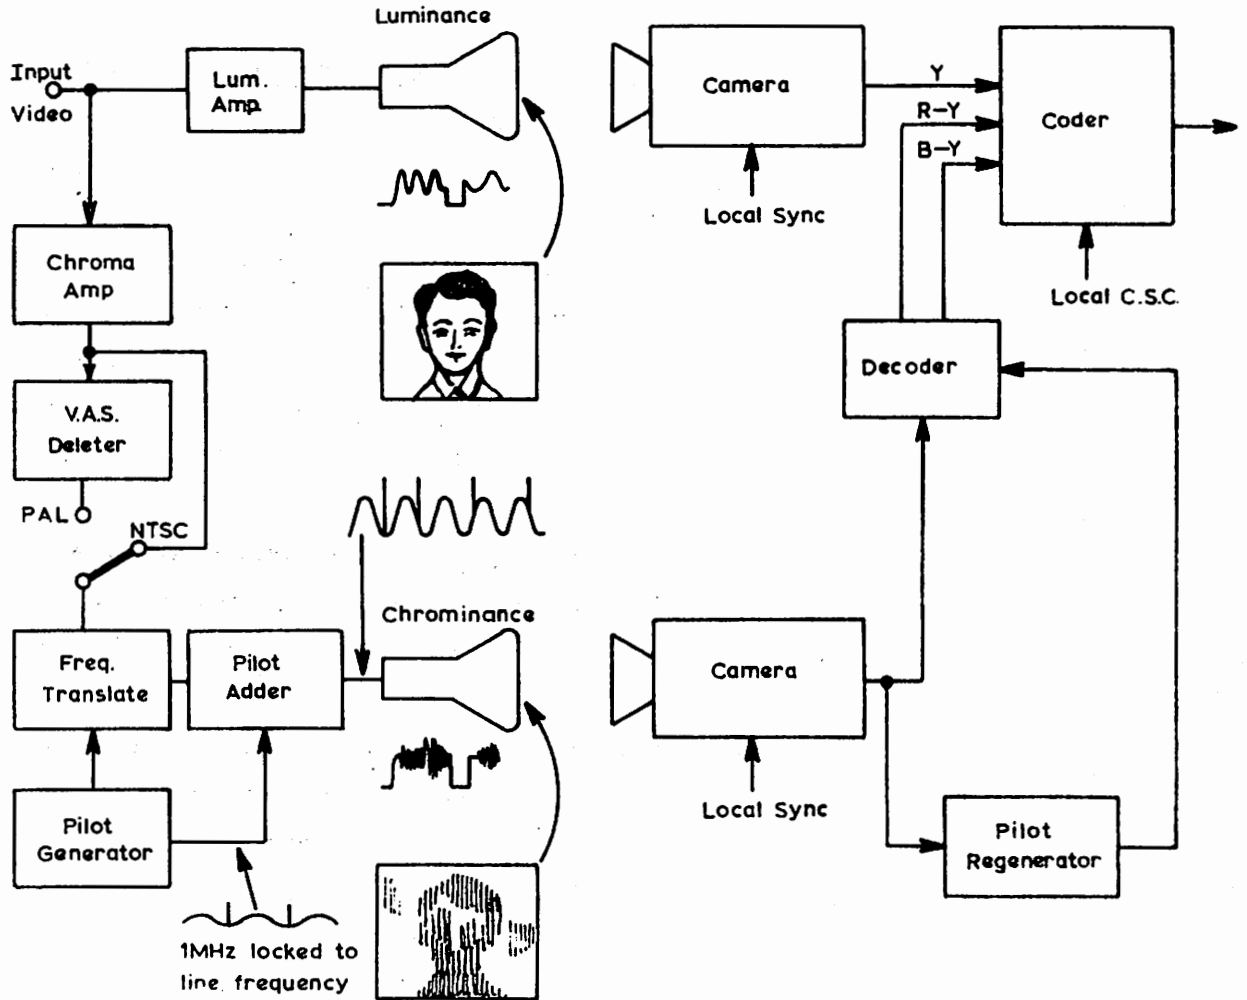 Luminance
Input
Video
Lum.
Amp.
Chroma
Amp
V.A.S.
Deleter
PAL
NTSC
Freq.
Translate
Pilot
Adder
Chrominance
Pilot
Generator
1MHz locked to
line frequency
Camera
Y
R-Y
B-Y
Coder
Local Sync
Local C.S.C.
Decoder
Camera
Local Sync
Pilot
Regenerator